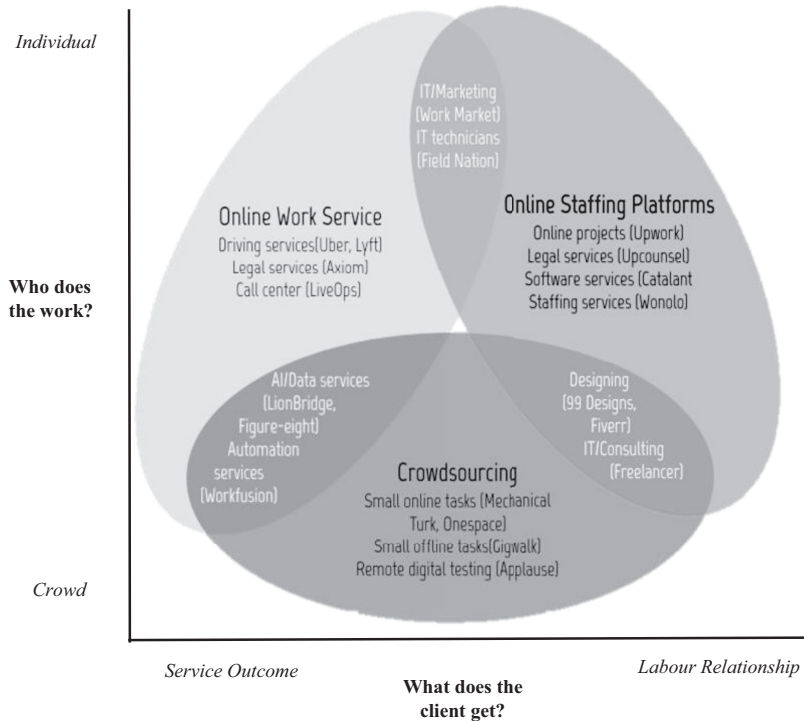 Individual
IT/Marketing
(Work Market)
IT technicians
(Field Nation)
Online Work Service
Driving services(Uber, Lyft)
Legal services (Axiom)
Call center (LiveOps)
Online Staffing Platforms
Online projects (Upwork)
Legal services (Upcounsel)
Software services (Catalant
Staffing services (Wonolo)
Who does
the work?
AI/Data services
(LionBridge,
Figure-eight)
Automation
services
(Workfusion)
Designing
(99 Designs,
Fiverr)
IT/Consulting
(Freelancer)
Crowdsourcing
Small online tasks (Mechanical
Turk, Onespace)
Small offline tasks(Gigwalk)
Remote digital testing (Applause)
Crowd
Service Outcome
Labour Relationship
What does the
client get?